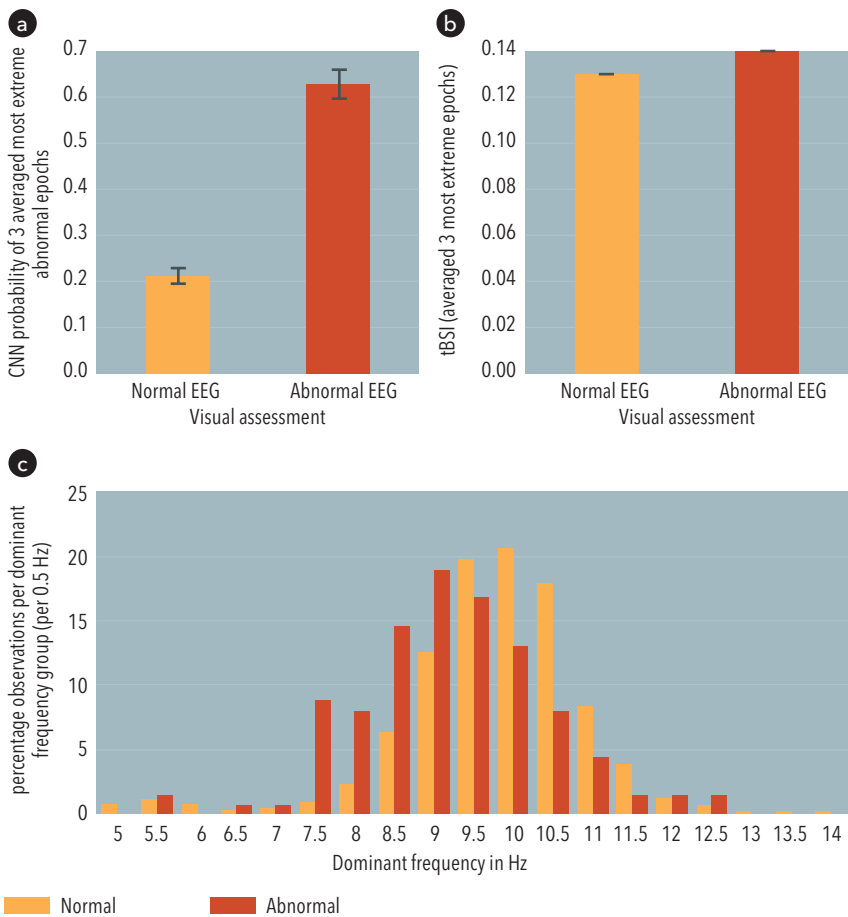 a
CNN probability of 3 averaged most extreme
abnormal epochs
0.7
0.6
0.5
0.4
0.3
0.2
0.1
0.0
Normal EEG
Abnormal EEG
Visual assessment
b
tBSI (averaged 3 most extreme epochs)
0.14
0.12
0.10
0.08
0.06
0.04
0.02
0.00
Normal EEG
Abnormal EEG
Visual assessment
c
percentage observations per dominant
frequency group (per 0.5 Hz)
25
20
15
10
5
0
5 5.5 6 6.5 7 7.5 8 8.5 9 9.5 10 10.5 11 11.5 12 12.5 13 13.5 14
Dominant frequency in Hz
Normal
Abnormal